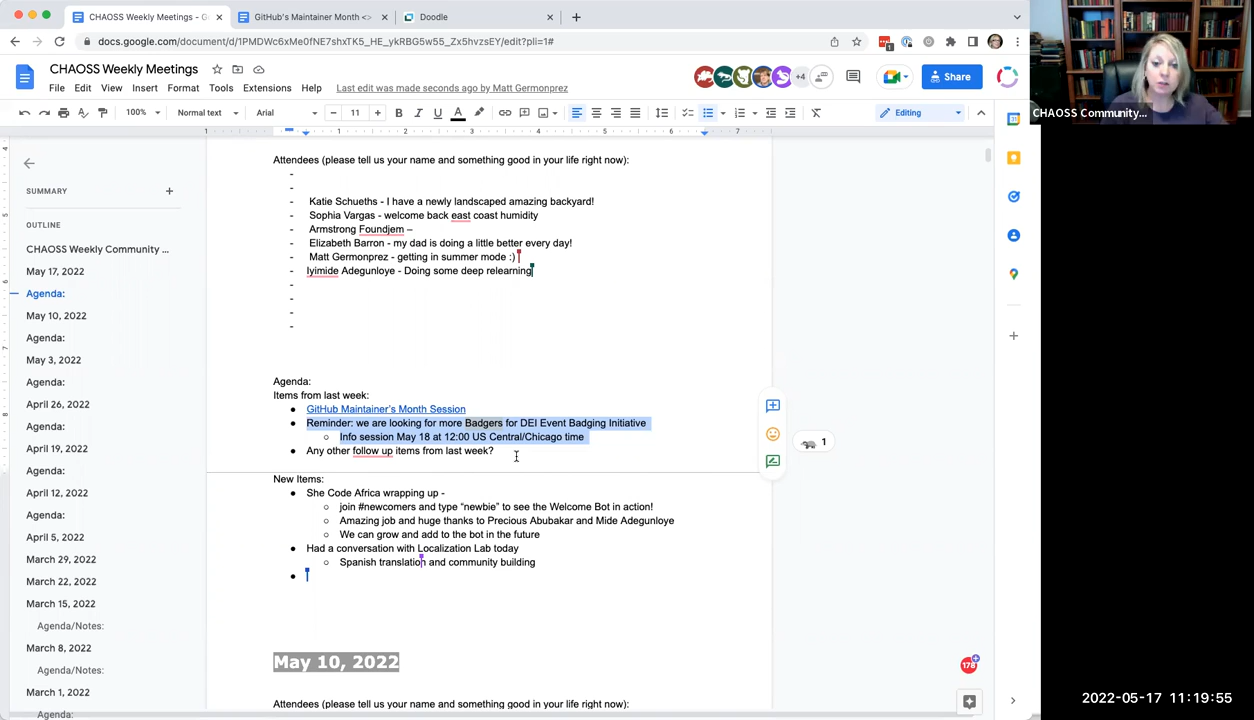 CHAOSS Weekly Meetings - G
GitHub's Maintainer Month <>
Doodle
docs.google.com/document/d/1PMDWc6xMe0fNE7shxTK5_HE_ykRBG5w55_Zx5hvzsEY/edit?pli=1#
1
CHAOSS Weekly Meetings
File Edit View Insert Format Tools Extensions Help
Last edit was made seconds ago by Matt Germonprez
+4
Share
100% Normal text Arial 11 Editing
1 1 2 3 4 5 6 7
SUMMARY
OUTLINE
CHAOSS Weekly Community ...
May 17, 2022
Agenda:
May 10, 2022
Agenda:
May 3, 2022
Agenda:
April 26, 2022
Agenda:
April 19, 2022
Agenda:
April 12, 2022
Agenda:
April 5, 2022
March 29, 2022
March 22, 2022
March 15, 2022
Agenda/Notes:
March 8, 2022
Agenda/Notes:
March 1, 2022
Agenda:
Attendees (please tell us your name and something good in your life right now):
-
-
- Katie Schueths - I have a newly landscaped amazing backyard!
- Sophia Vargas - welcome back east coast humidity
- Armstrong Foundjem –
- Elizabeth Barron - my dad is doing a little better every day!
- Matt Germonprez - getting in summer mode :)
- Iyimide Adegunloye - Doing some deep relearning
-
-
-
-
Agenda:
Items from last week:
● GitHub Maintainer's Month Session
● Reminder: we are looking for more Badgers for DEI Event Badging Initiative
○ Info session May 18 at 12:00 US Central/Chicago time
● Any other follow up items from last week?
New Items:
● She Code Africa wrapping up -
○ join #newcomers and type "newbie" to see the Welcome Bot in action!
○ Amazing job and huge thanks to Precious Abubakar and Mide Adegunloye
○ We can grow and add to the bot in the future
● Had a conversation with Localization Lab today
○ Spanish translation and community building
●
May 10, 2022
Attendees (please tell us your name and something good in your life right now):
1
178
CHAOSS Community...
2022-05-17 11:19:55